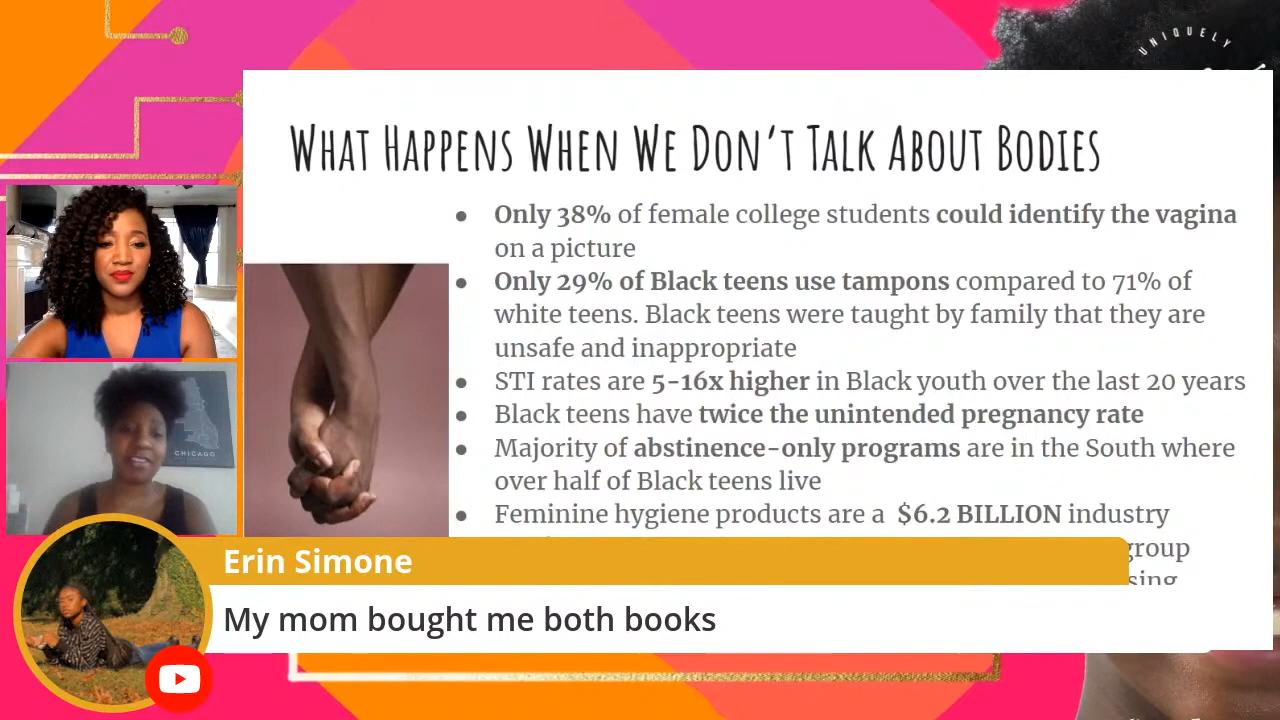 UNIQUELY
WHAT HAPPENS WHEN WE DON'T TALK ABOUT BODIES
● Only 38% of female college students could identify the vagina
on a picture
● Only 29% of Black teens use tampons compared to 71% of
white teens. Black teens were taught by family that they are
unsafe and inappropriate
● STI rates are 5-16x higher in Black youth over the last 20 years
● Black teens have twice the unintended pregnancy rate
● Majority of abstinence-only programs are in the South where
over half of Black teens live
● Feminine hygiene products are a $6.2 BILLION industry
group
CHICAGO
Erin Simone
My mom bought me both books